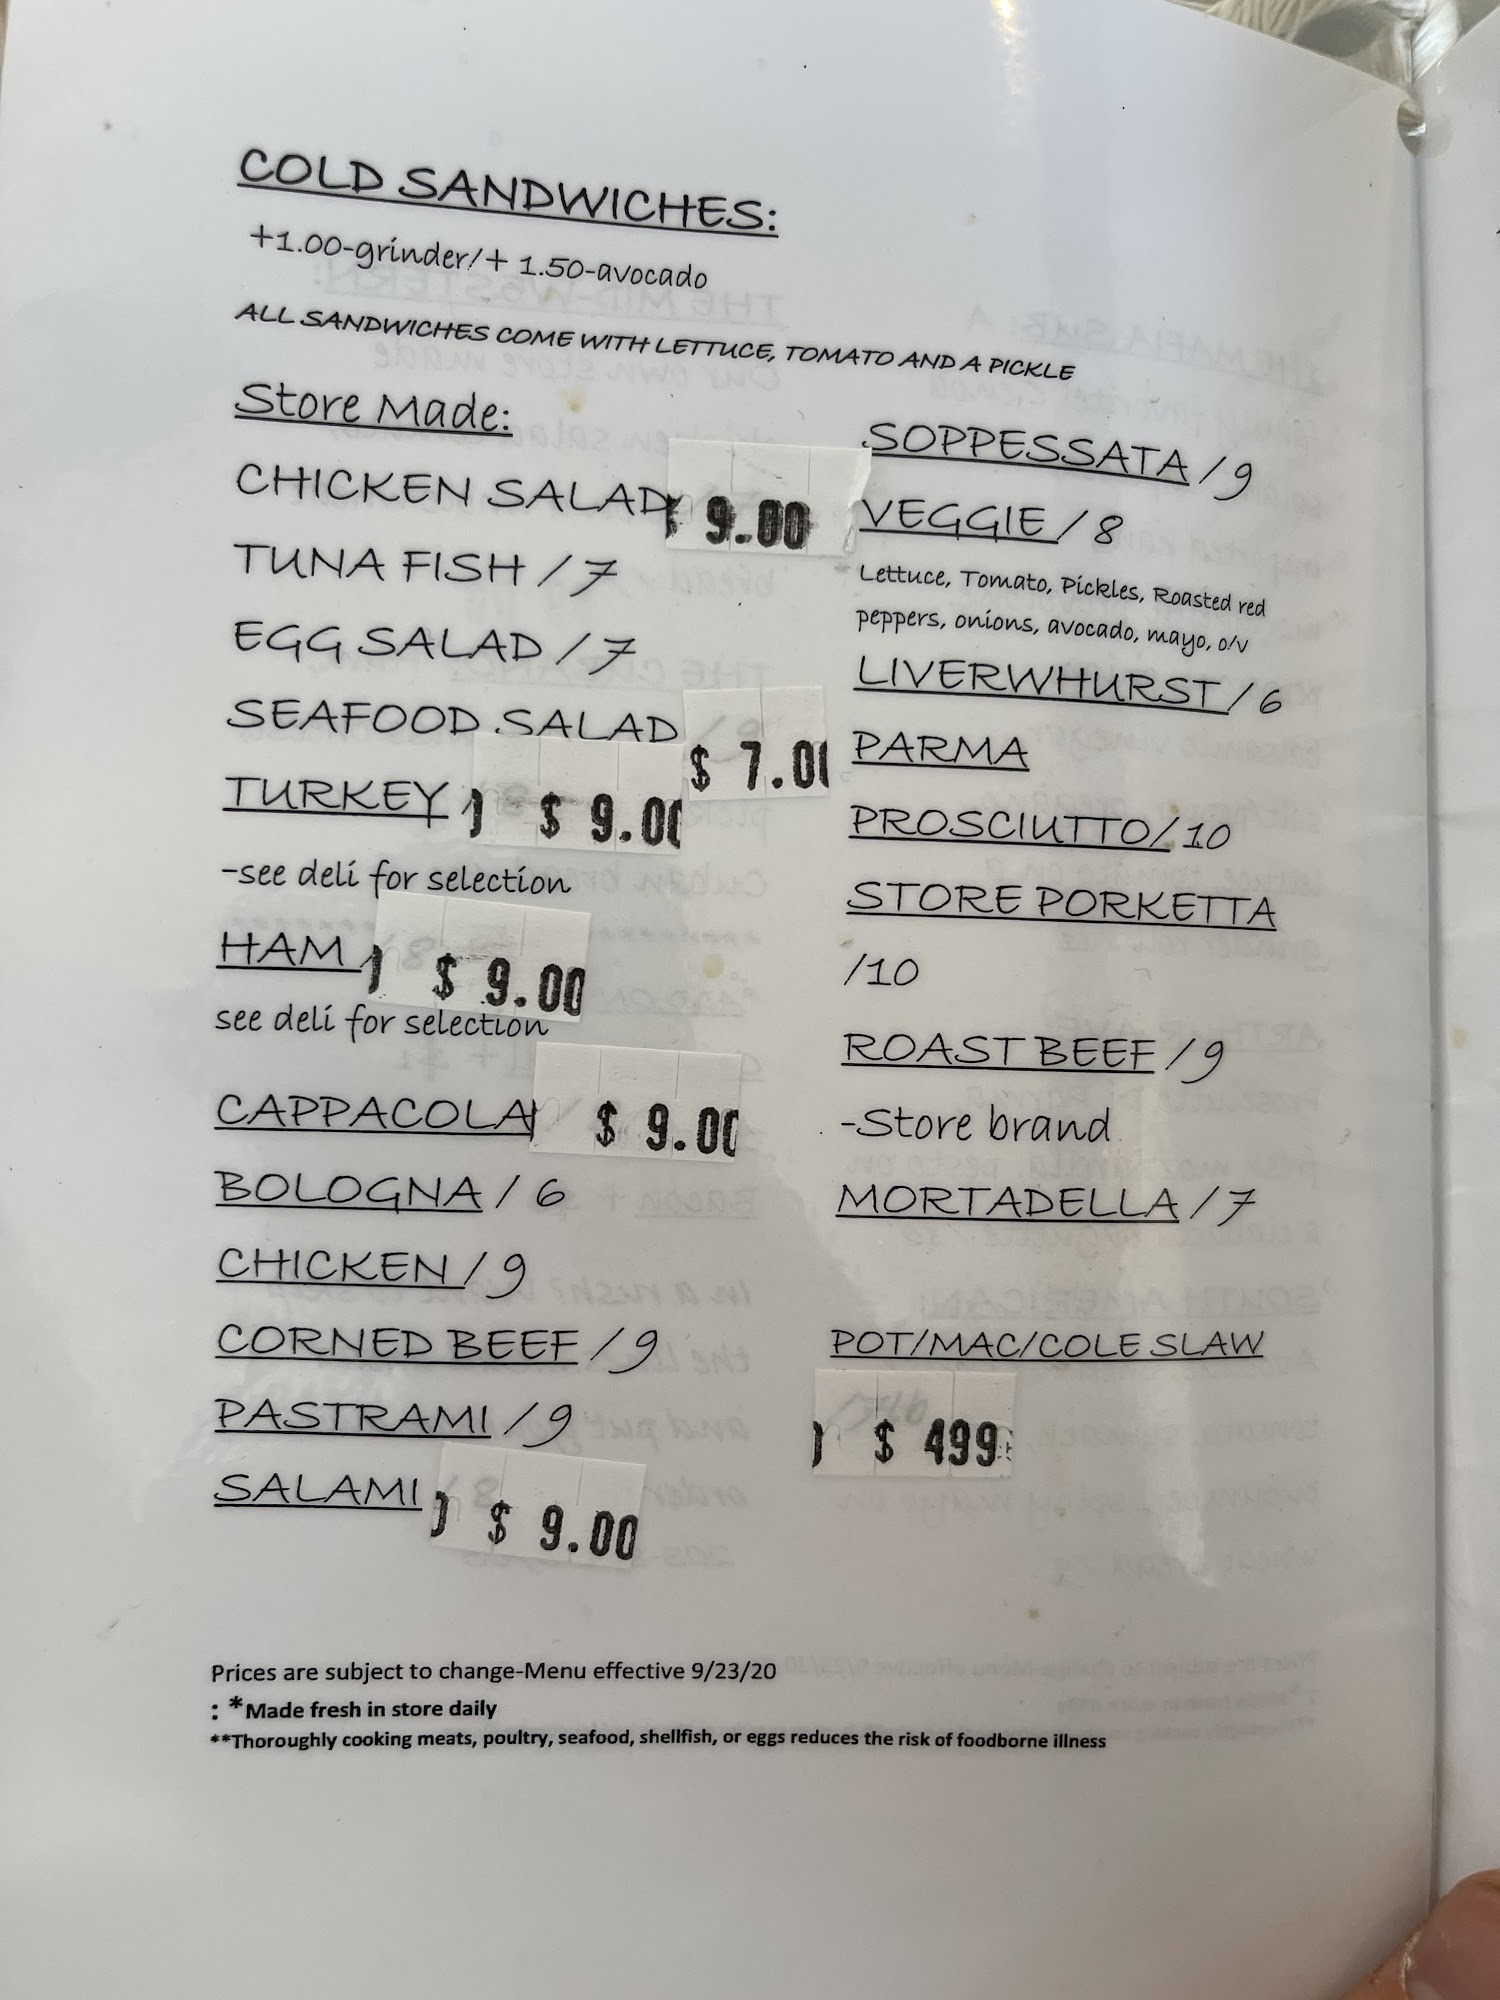 COLD SANDWICHES:
+1.00-grinder/+ 1.50-avocado
ALL SANDWICHES COME WITH LETTUCE, TOMATO AND A PICKLE
Store Made:
CHICKEN SALAD 9.00
TUNA FISH / 7
EGG SALAD / 7
SEAFOOD SALAD $ 7.00
TURKEY $ 9.00
-see deli for selection
HAM $ 9.00
see deli for selection
CAPPACOLA $ 9.00
BOLOGNA / 6
CHICKEN / 9
CORNED BEEF / 9
PASTRAMI / 9
SALAMI $ 9.00
SOPPESSATA / 9
VEGGIE / 8
Lettuce, Tomato, Pickles, Roasted red
peppers, onions, avocado, mayo, o/v
LIVERWHURST / 6
PARMA
PROSCIUTTO/ 10
STORE PORKETTA
/10
ROAST BEEF / 9
-Store brand
MORTADELLA / 7
POT/MAC/COLE SLAW
$ 499
Prices are subject to change-Menu effective 9/23/20
: *Made fresh in store daily
**Thoroughly cooking meats, poultry, seafood, shellfish, or eggs reduces the risk of foodborne illness